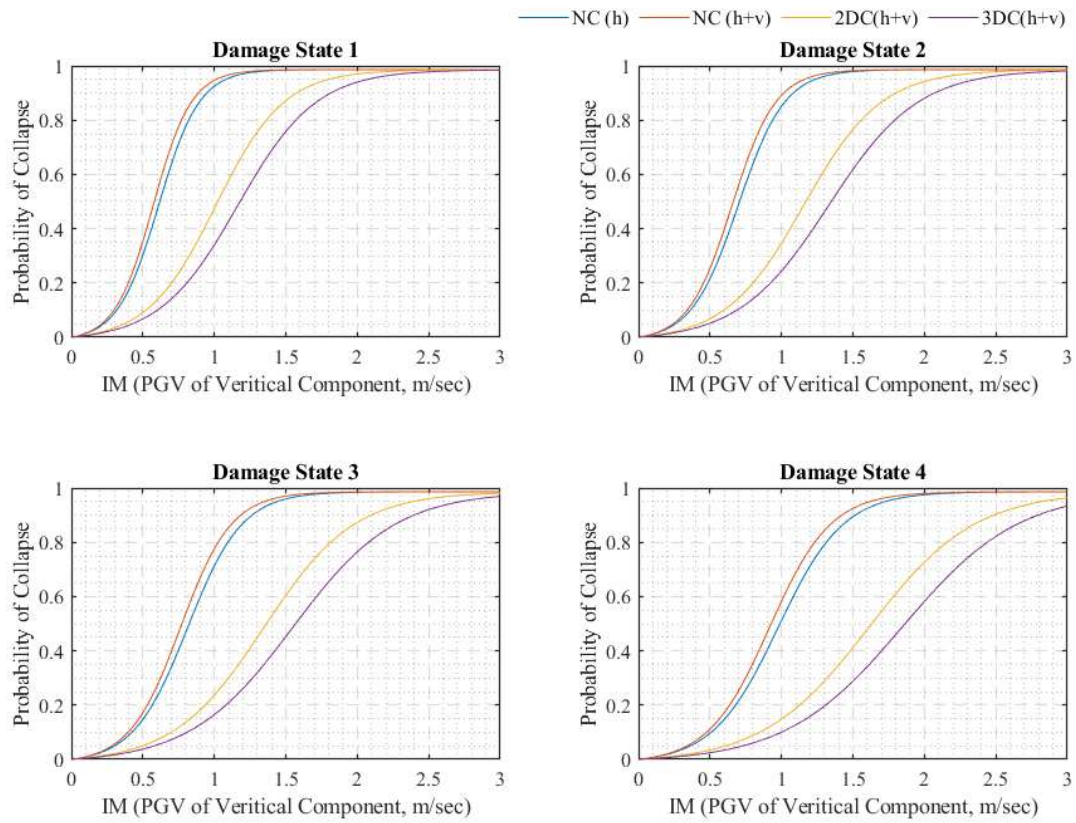 NC (h) NC (h+v) 2DC(h+v) 3DC(h+v)
Damage State 1
1
0.8
0.6
0.4
0.2
0
Probability of Collapse
0 0.5 1 1.5 2 2.5 3
IM (PGV of Veritical Component, m/sec)
Damage State 2
1
0.8
0.6
0.4
0.2
0
Probability of Collapse
0 0.5 1 1.5 2 2.5 3
IM (PGV of Veritical Component, m/sec)
Damage State 3
1
0.8
0.6
0.4
0.2
0
Probability of Collapse
0 0.5 1 1.5 2 2.5 3
IM (PGV of Veritical Component, m/sec)
Damage State 4
1
0.8
0.6
0.4
0.2
0
Probability of Collapse
0 0.5 1 1.5 2 2.5 3
IM (PGV of Veritical Component, m/sec)